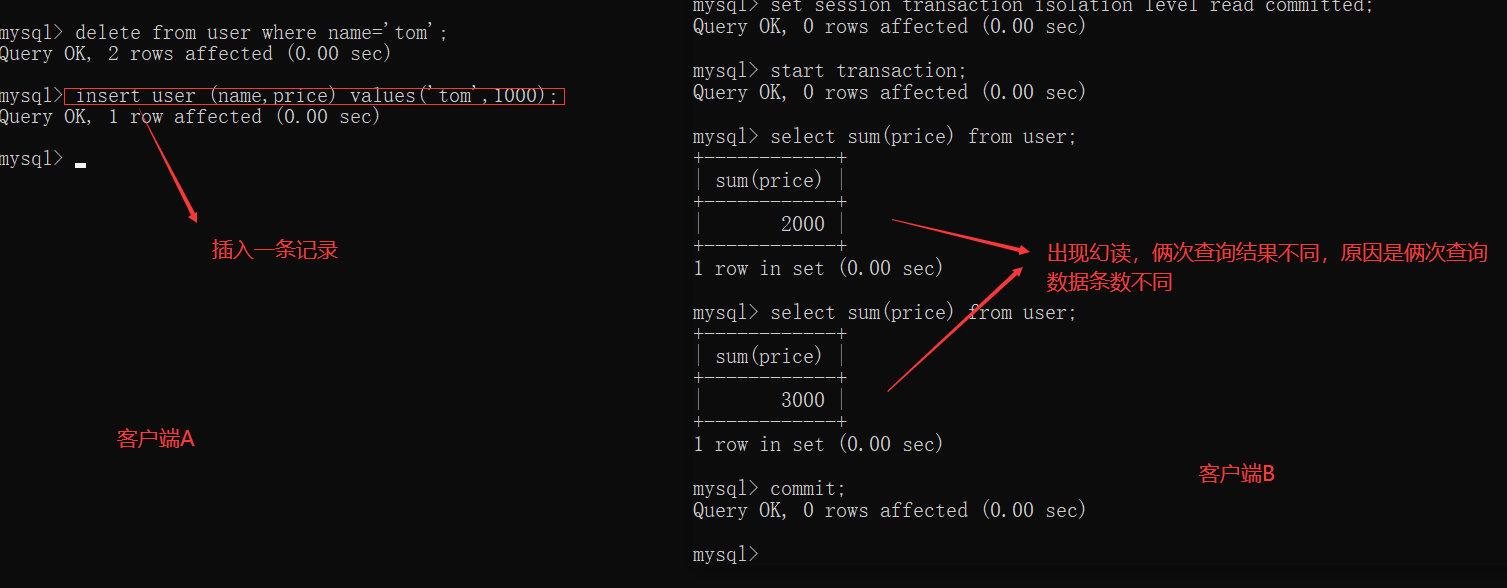 mysql> delete from user where name='tom';
Query OK, 2 rows affected (0.00 sec)
mysql> insert user (name,price) values('tom',1000);
Query OK, 1 row affected (0.00 sec)
mysql>
插入一条记录
客户端A
mysql> set session transaction isolation level read committed;
Query OK, 0 rows affected (0.00 sec)
mysql> start transaction;
Query OK, 0 rows affected (0.00 sec)
mysql> select sum(price) from user;
+------------+
| sum(price) |
+------------+
|       2000 |
+------------+
1 row in set (0.00 sec)
mysql> select sum(price) from user;
+------------+
| sum(price) |
+------------+
|       3000 |
+------------+
1 row in set (0.00 sec)
mysql> commit;
Query OK, 0 rows affected (0.00 sec)
mysql>
出现幻读，俩次查询结果不同，原因是俩次查询
数据条数不同
客户端B